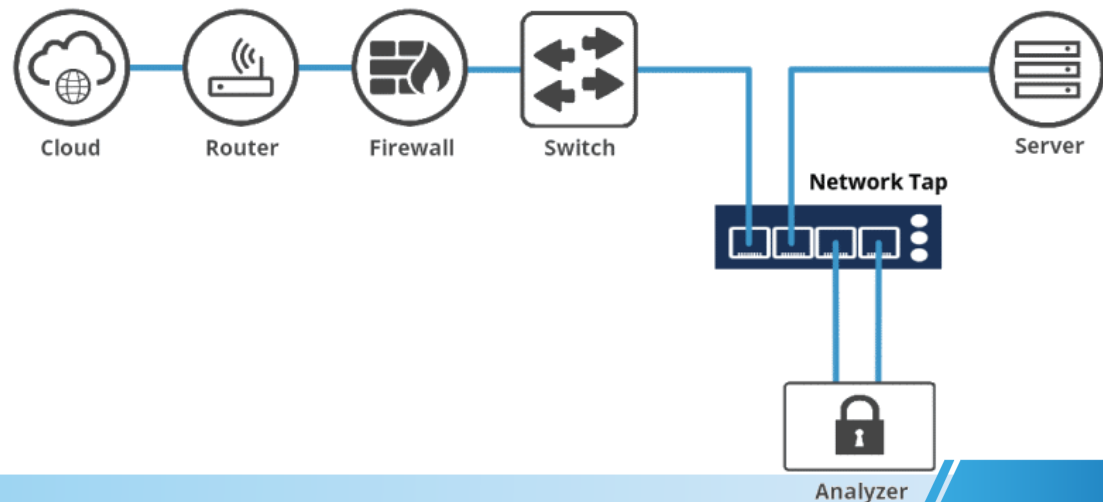 Cloud
Router
Firewall
Switch
Server
Network Tap
Analyzer